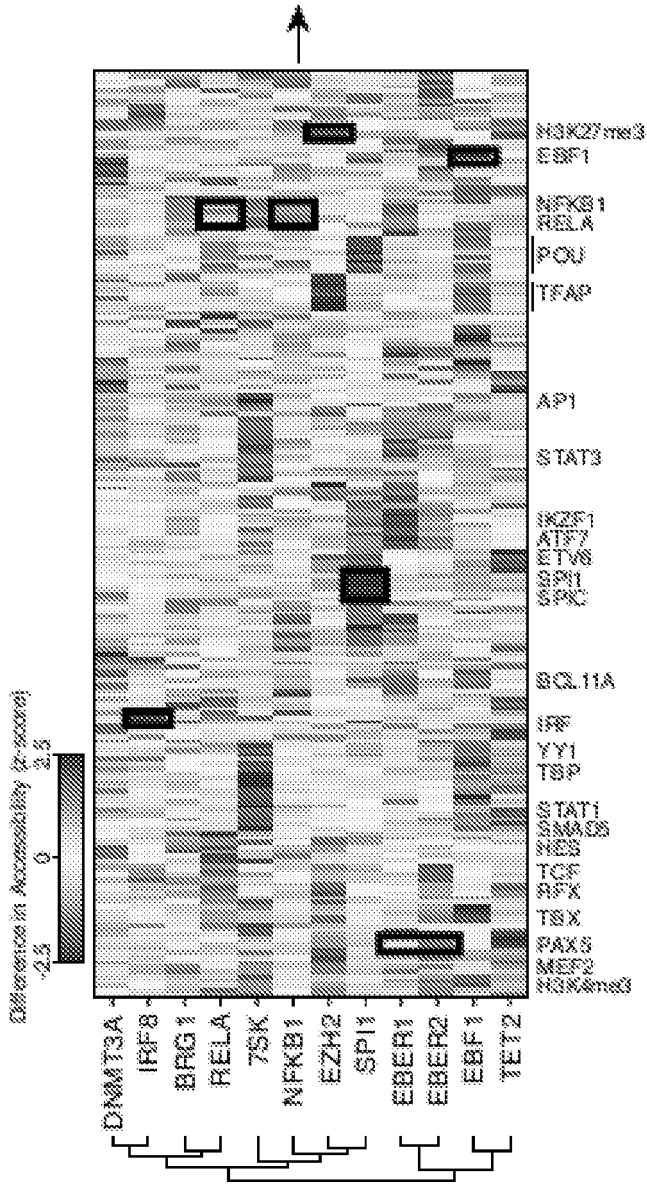 H3K27me3
EBF1
NFKB1
RELA
POU
TFAP
AP1
STAT3
IKZF1
ATF7
ETV6
SPI1
SPIC
BCL11A
IRF
YY1
TBP
STAT1
SMAD5
HES
TCF
RFX
TBX
PAX5
MEF2
H3K4me3
Difference in Accessibility (z-score)
2.5
0
-2.5
DNMT3A
IRF8
BRG1
RELA
7SK
NFKB1
EZH2
SPI1
EBER1
EBER2
EBF1
TET2